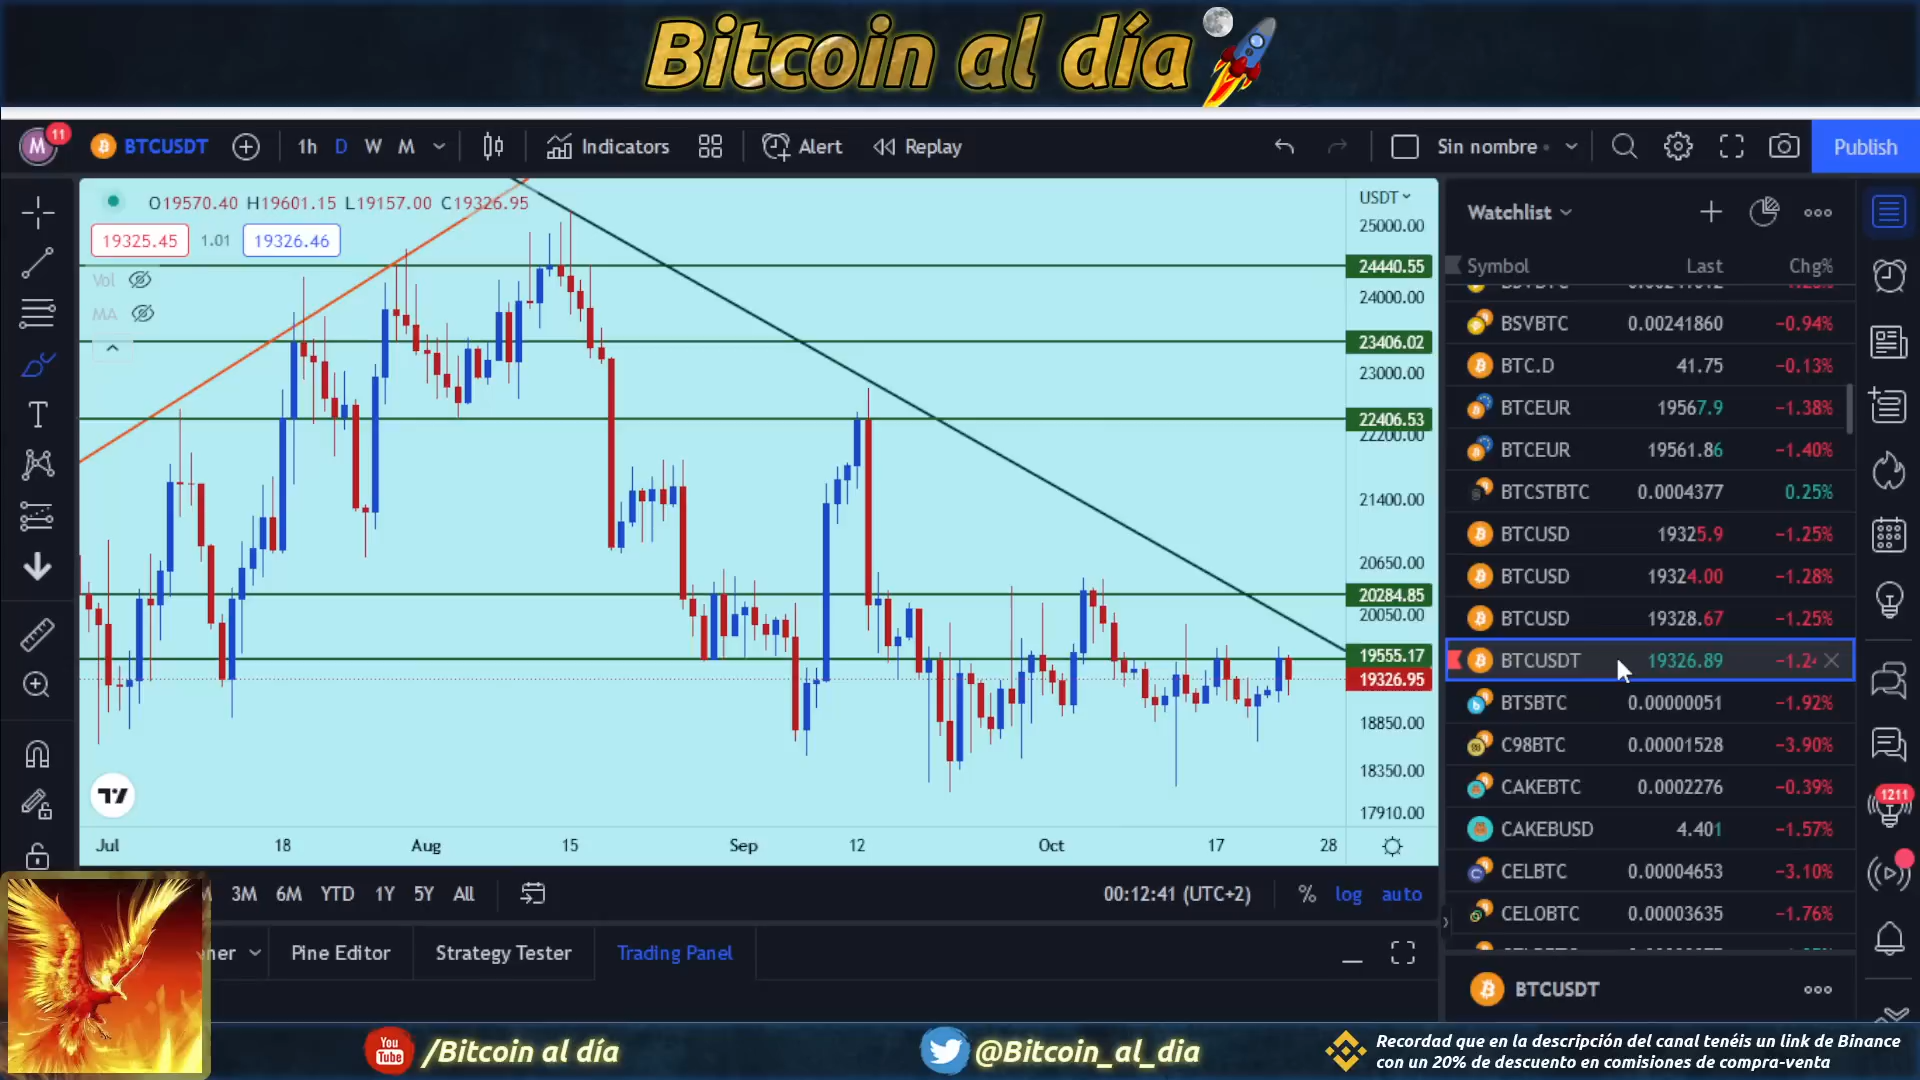 Bitcoin al día
M 11 BTCUSDT 1h D W M Indicators Alert Replay Sin nombre Publish
O19570.40 H19601.15 L19157.00 C19326.95
19325.45 1.01 19326.46
Vol
MA
USDT
25000.00
24440.55
24000.00
23406.02
23000.00
22406.53
22200.00
21400.00
20650.00
20284.85
20050.00
19555.17
19326.95
18850.00
18350.00
17910.00
Jul 18 Aug 15 Sep 12 Oct 17 28
3M 6M YTD 1Y 5Y All 00:12:41 (UTC+2) % log auto
ner Pine Editor Strategy Tester Trading Panel
Watchlist
Symbol Last Chg%
BSVBTC 0.00241860 −0.94%
BTC.D 41.75 −0.13%
BTCEUR 19567.9 −1.38%
BTCEUR 19561.86 −1.40%
BTCSTBTC 0.0004377 0.25%
BTCUSD 19325.9 −1.25%
BTCUSD 19324.00 −1.28%
BTCUSD 19328.67 −1.25%
BTCUSDT 19326.89 −1.2
BTSBTC 0.00000051 −1.92%
C98BTC 0.00001528 −3.90%
CAKEBTC 0.0002276 −0.39%
CAKEBUSD 4.401 −1.57%
CELBTC 0.00004653 −3.10%
CELOBTC 0.00003635 −1.76%
BTCUSDT
1211
You Tube /Bitcoin al día
@Bitcoin_al_dia
Recordad que en la descripción del canal tenéis un link de Binance
con un 20% de descuento en comisiones de compra-venta